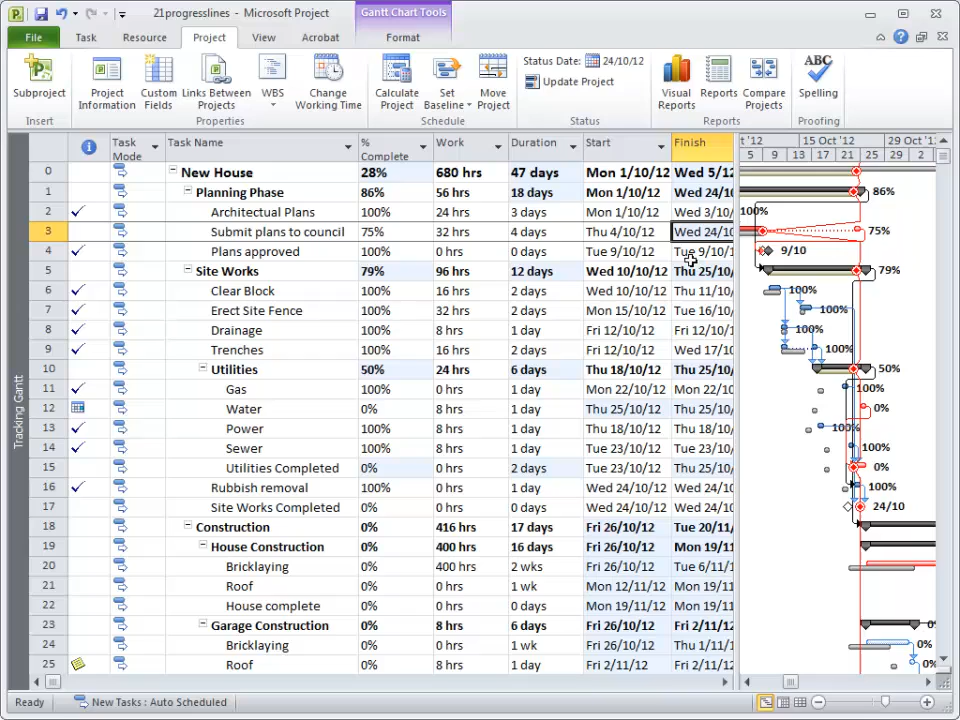 21progresslines - Microsoft Project
Gantt Chart Tools
File Task Resource Project View Acrobat Format
Subproject
Project Information
Custom Fields
Links Between Projects
WBS
Change Working Time
Calculate Project
Set Baseline
Move Project
Status Date: 24/10/12
Update Project
Visual Reports
Reports
Compare Projects
ABC
Spelling
Insert Properties Schedule Status Reports Proofing
Task Mode Task Name % Complete Work Duration Start Finish
t '12 15 Oct '12 29 Oct '1
5 9 13 17 21 25 29 2
0 New House 28% 680 hrs 47 days Mon 1/10/12 Wed 5/12
1 Planning Phase 86% 56 hrs 18 days Mon 1/10/12 Wed 24/10 86%
2 Architectual Plans 100% 24 hrs 3 days Mon 1/10/12 Wed 3/10/ 100%
3 Submit plans to council 75% 32 hrs 4 days Thu 4/10/12 Wed 24/10 75%
4 Plans approved 100% 0 hrs 0 days Tue 9/10/12 Tue 9/10/1 9/10
5 Site Works 79% 96 hrs 12 days Wed 10/10/12 Thu 25/10/ 79%
6 Clear Block 100% 16 hrs 2 days Wed 10/10/12 Thu 11/10/ 100%
7 Erect Site Fence 100% 32 hrs 2 days Mon 15/10/12 Tue 16/10/ 100%
8 Drainage 100% 8 hrs 1 day Fri 12/10/12 Fri 12/10/1 100%
9 Trenches 100% 16 hrs 2 days Fri 12/10/12 Wed 17/10 100%
10 Utilities 50% 24 hrs 6 days Thu 18/10/12 Thu 25/10/ 50%
11 Gas 100% 0 hrs 1 day Mon 22/10/12 Mon 22/10 100%
12 Water 0% 8 hrs 1 day Thu 25/10/12 Thu 25/10/ 0%
13 Power 100% 8 hrs 1 day Thu 18/10/12 Thu 18/10/ 100%
14 Sewer 100% 8 hrs 1 day Tue 23/10/12 Tue 23/10/ 100%
15 Utilities Completed 0% 0 hrs 2 days Tue 23/10/12 Thu 25/10/ 0%
16 Rubbish removal 100% 0 hrs 1 day Wed 24/10/12 Wed 24/10 100%
17 Site Works Completed 0% 0 hrs 0 days Wed 24/10/12 Wed 24/10 24/10
18 Construction 0% 416 hrs 17 days Fri 26/10/12 Tue 20/11/
19 House Construction 0% 400 hrs 16 days Fri 26/10/12 Mon 19/11
20 Bricklaying 0% 400 hrs 2 wks Fri 26/10/12 Tue 6/11/1
21 Roof 0% 0 hrs 1 wk Mon 12/11/12 Mon 19/11
22 House complete 0% 0 hrs 0 days Mon 19/11/12 Mon 19/11
23 Garage Construction 0% 8 hrs 6 days Fri 26/10/12 Fri 2/11/12 0%
24 Bricklaying 0% 0 hrs 1 wk Fri 26/10/12 Thu 1/11/1 0%
25 Roof 0% 8 hrs 1 day Fri 2/11/12 Fri 2/11/12 0%
Tracking Gantt
Ready New Tasks : Auto Scheduled